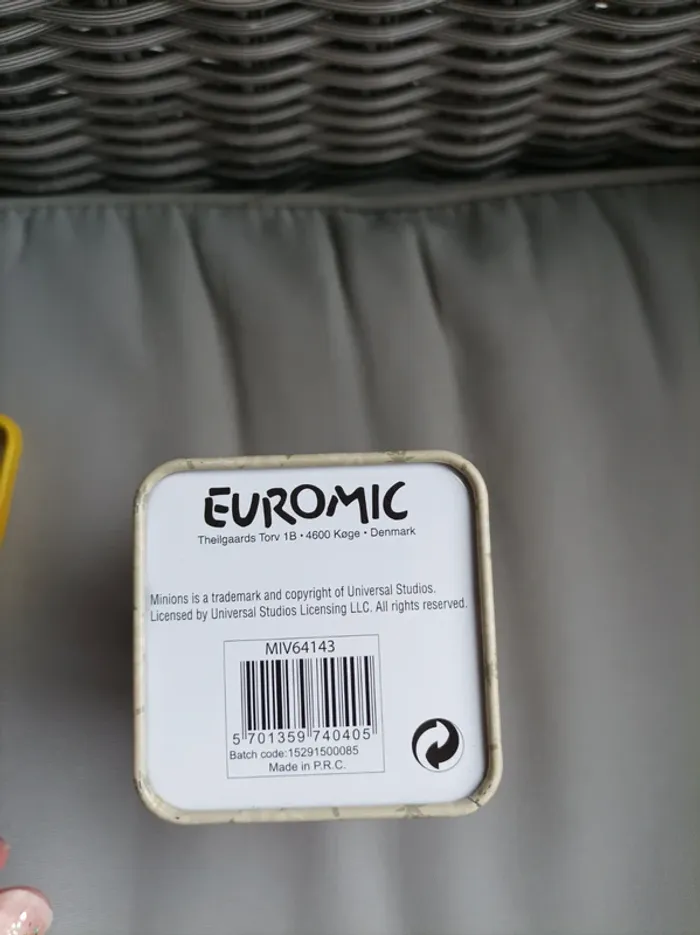 EUROMIC
Theilgaards Torv 1B • 4600 Køge • Denmark
Minions is a trademark and copyright of Universal Studios.
Licensed by Universal Studios Licensing LLC. All rights reserved.
MIV64143
5 701359 740405
Batch code:15291500085
Made in P.R.C.